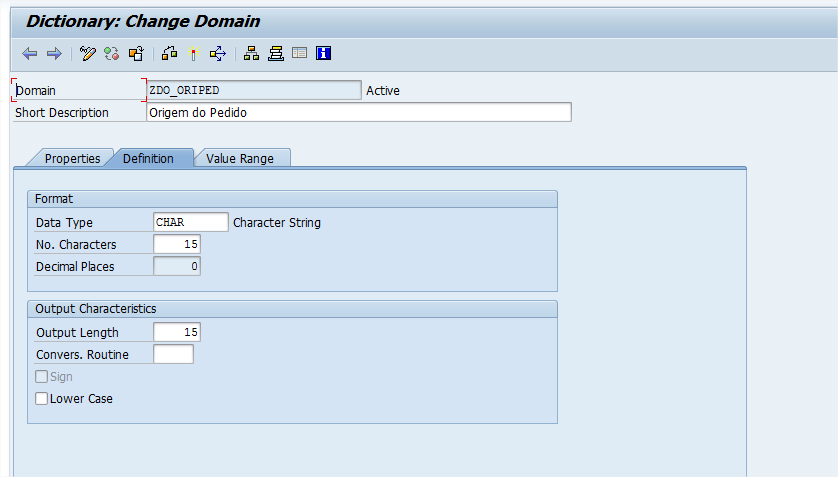 Dictionary: Change Domain
Domain ZDO_ORIPED Active
Short Description Origem do Pedido
Properties Definition Value Range
Format
Data Type CHAR Character String
No. Characters 15
Decimal Places 0
Output Characteristics
Output Length 15
Convers. Routine
Sign
Lower Case